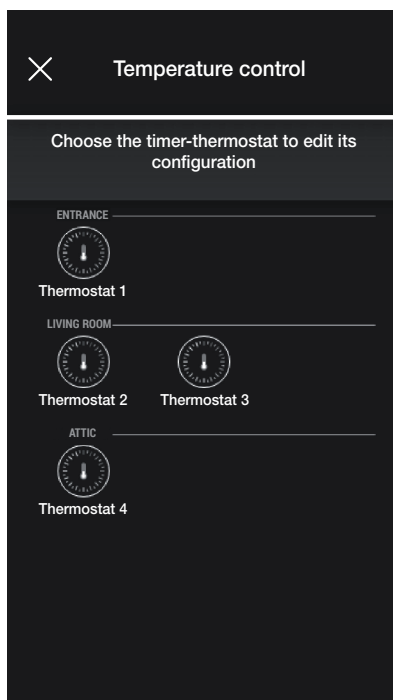 Temperature control
Choose the timer-thermostat to edit its
configuration
ENTRANCE
Thermostat 1
LIVING ROOM
Thermostat 2 Thermostat 3
ATTIC
Thermostat 4